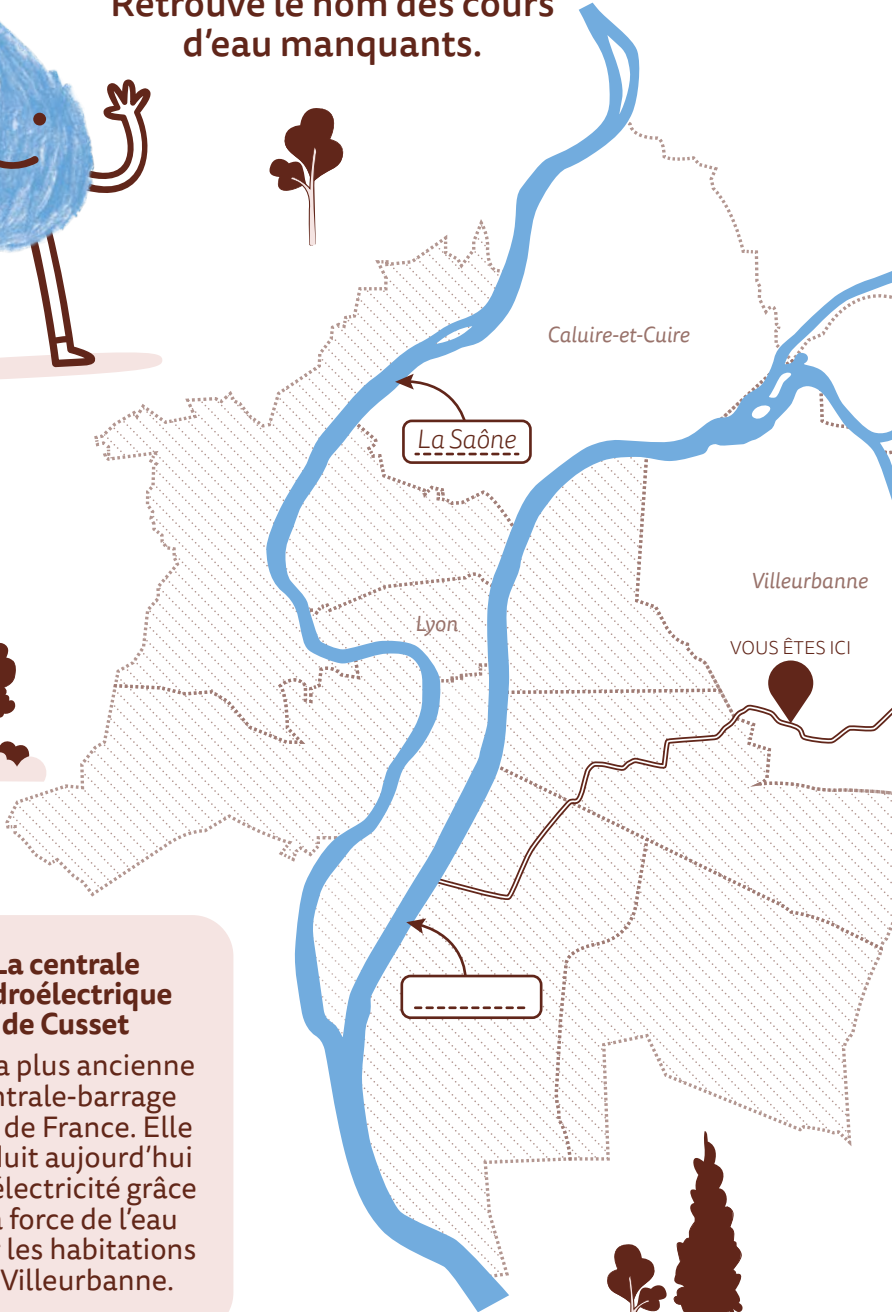 Retrouve le nom des cours
d'eau manquants.
Caluire-et-Cuire
La Saône
Villeurbanne
Lyon
VOUS ÊTES ICI
La centrale
droélectrique
de Cusset
a plus ancienne
ntrale-barrage
de France. Elle
duit aujourd'hui
électricité grâce
a force de l'eau
r les habitations
Villeurbanne.